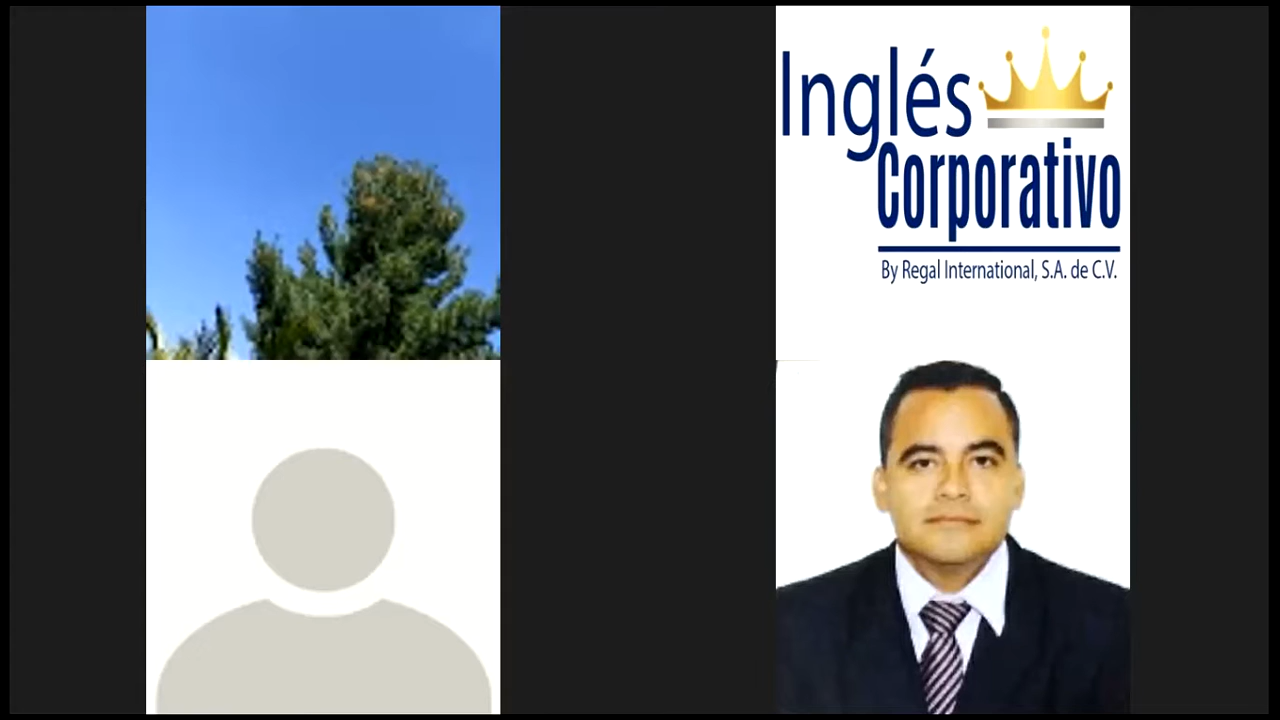 Inglés
Corporativo
By Regal International, S.A. de C.V.